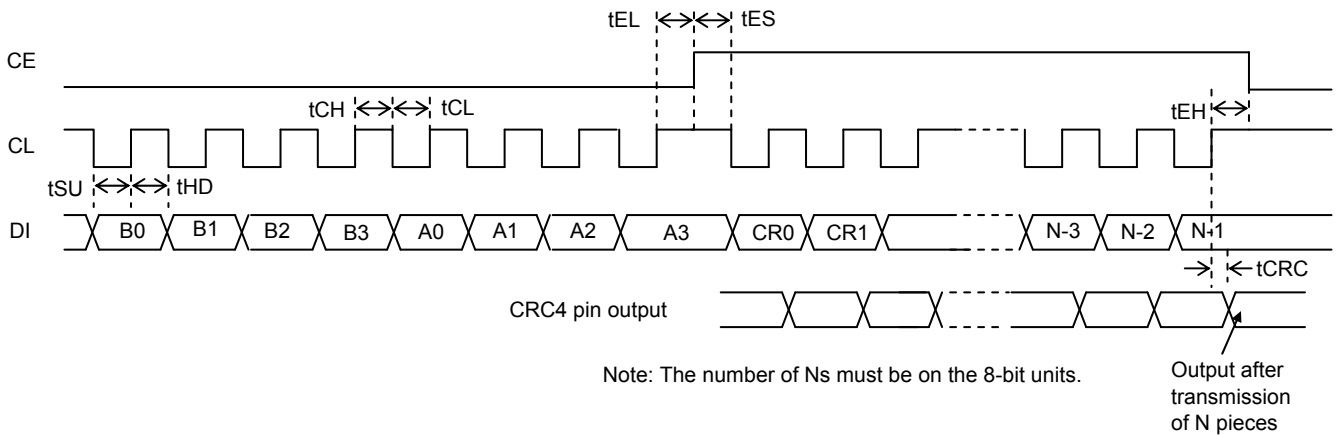 tEL tES
CE
tCH tCL tEH
CL
tSU tHD
DI B0 B1 B2 B3 A0 A1 A2 A3 CR0 CR1 N-3 N-2 N-1
tCRC
CRC4 pin output
Note: The number of Ns must be on the 8-bit units.
Output after
transmission
of N pieces